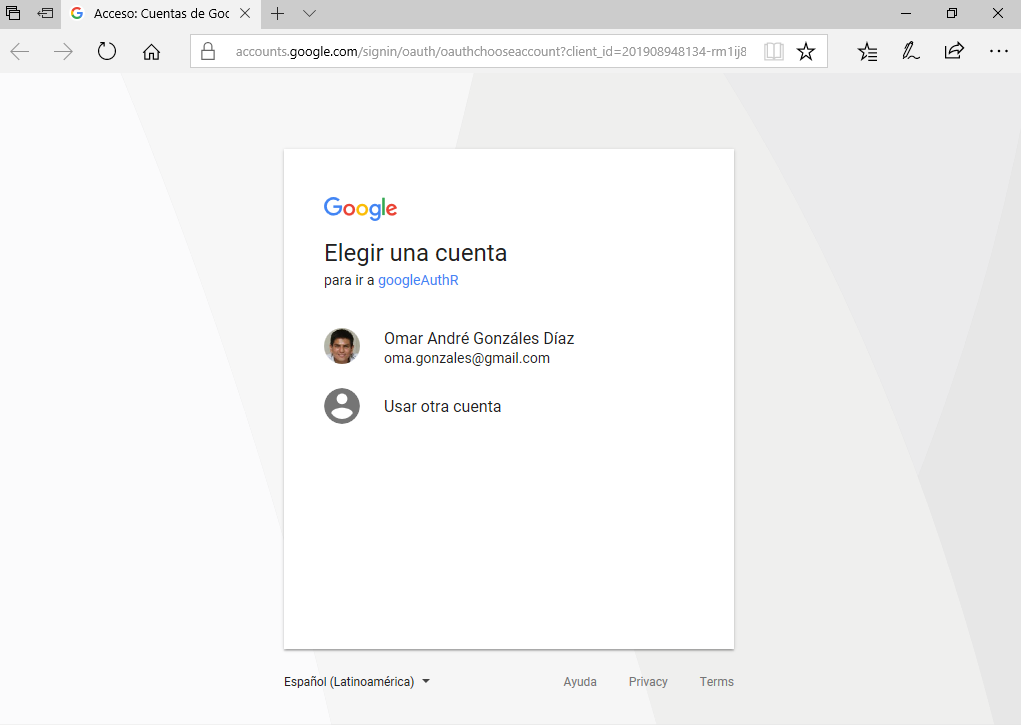 Acceso: Cuentas de Goo
accounts.google.com/signin/oauth/oauthchooseaccount?client_id=201908948134-rm1ij8
Google
Elegir una cuenta
para ir a googleAuthR
Omar André Gonzáles Díaz
oma.gonzales@gmail.com
Usar otra cuenta
Español (Latinoamérica)
Ayuda
Privacy
Terms